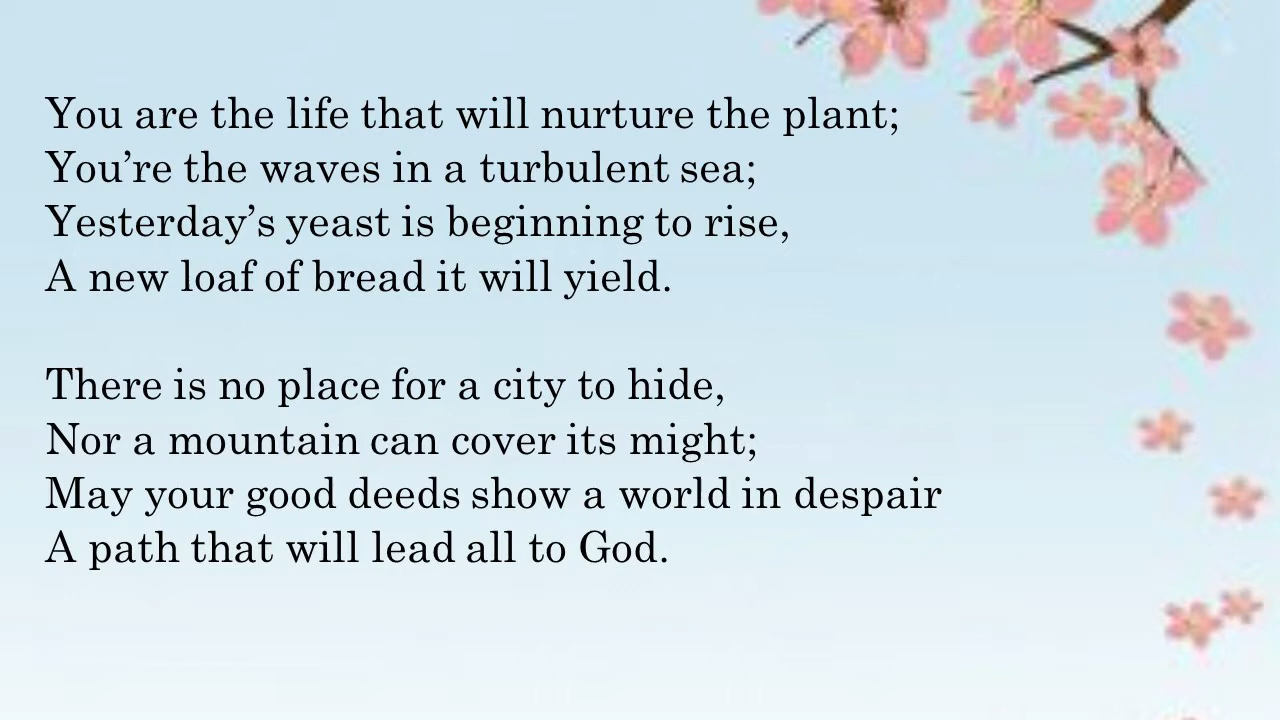 You are the life that will nurture the plant;
You’re the waves in a turbulent sea;
Yesterday’s yeast is beginning to rise,
A new loaf of bread it will yield.

There is no place for a city to hide,
Nor a mountain can cover its might;
May your good deeds show a world in despair
A path that will lead all to God.